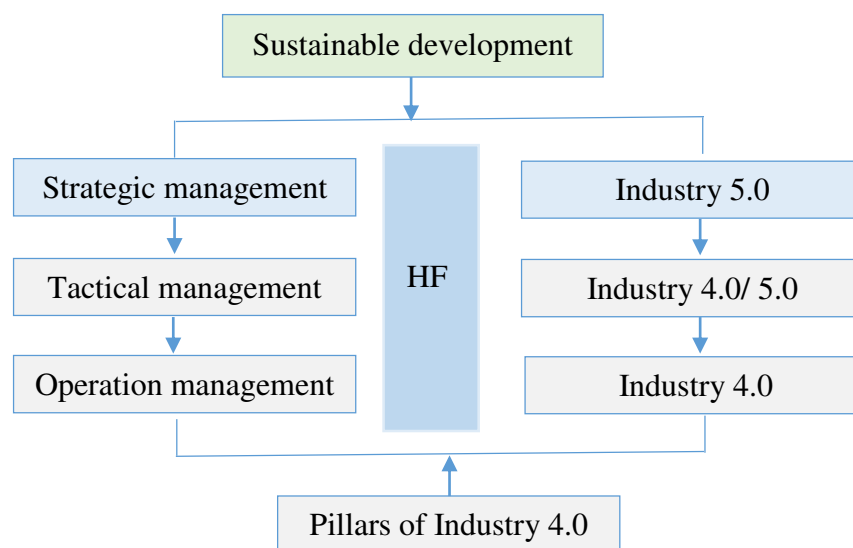 Sustainable development
Strategic management
Industry 5.0
HF
Tactical management
Industry 4.0/ 5.0
Operation management
Industry 4.0
Pillars of Industry 4.0